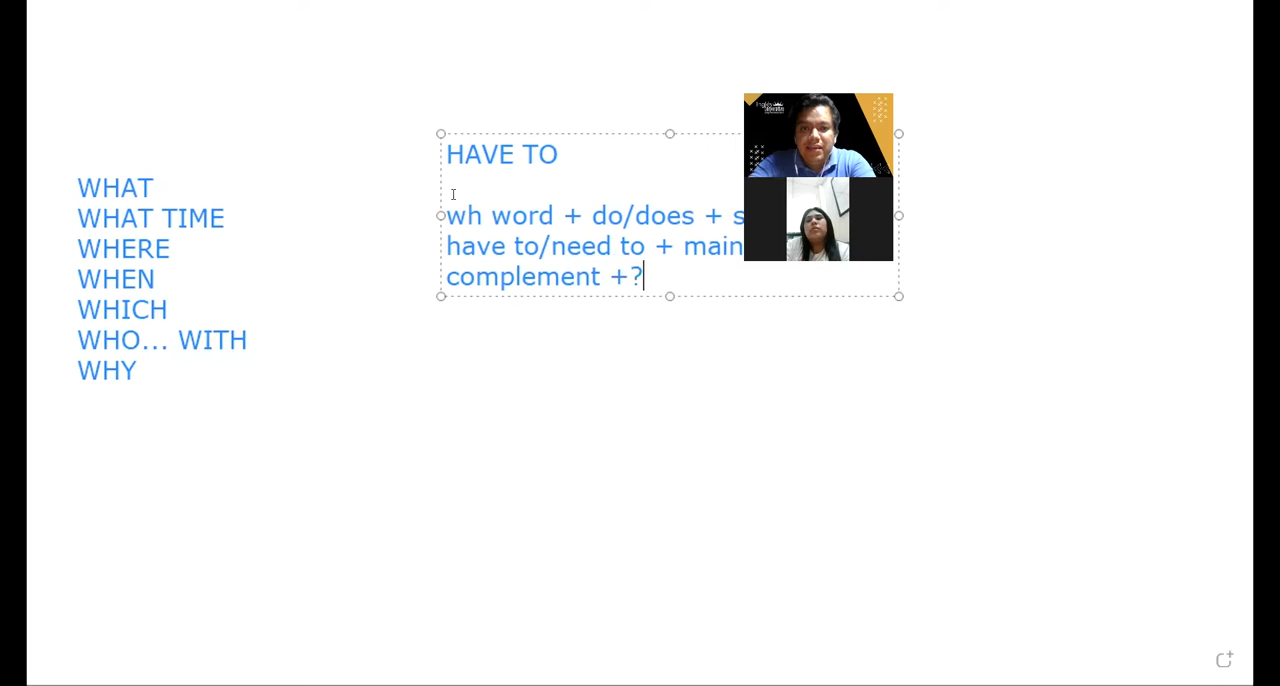 HAVE TO
WHAT
WHAT TIME
WHERE
WHEN
WHICH
WHO... WITH
WHY
wh word + do/does +
have to/need to + main
complement +?
Inglés